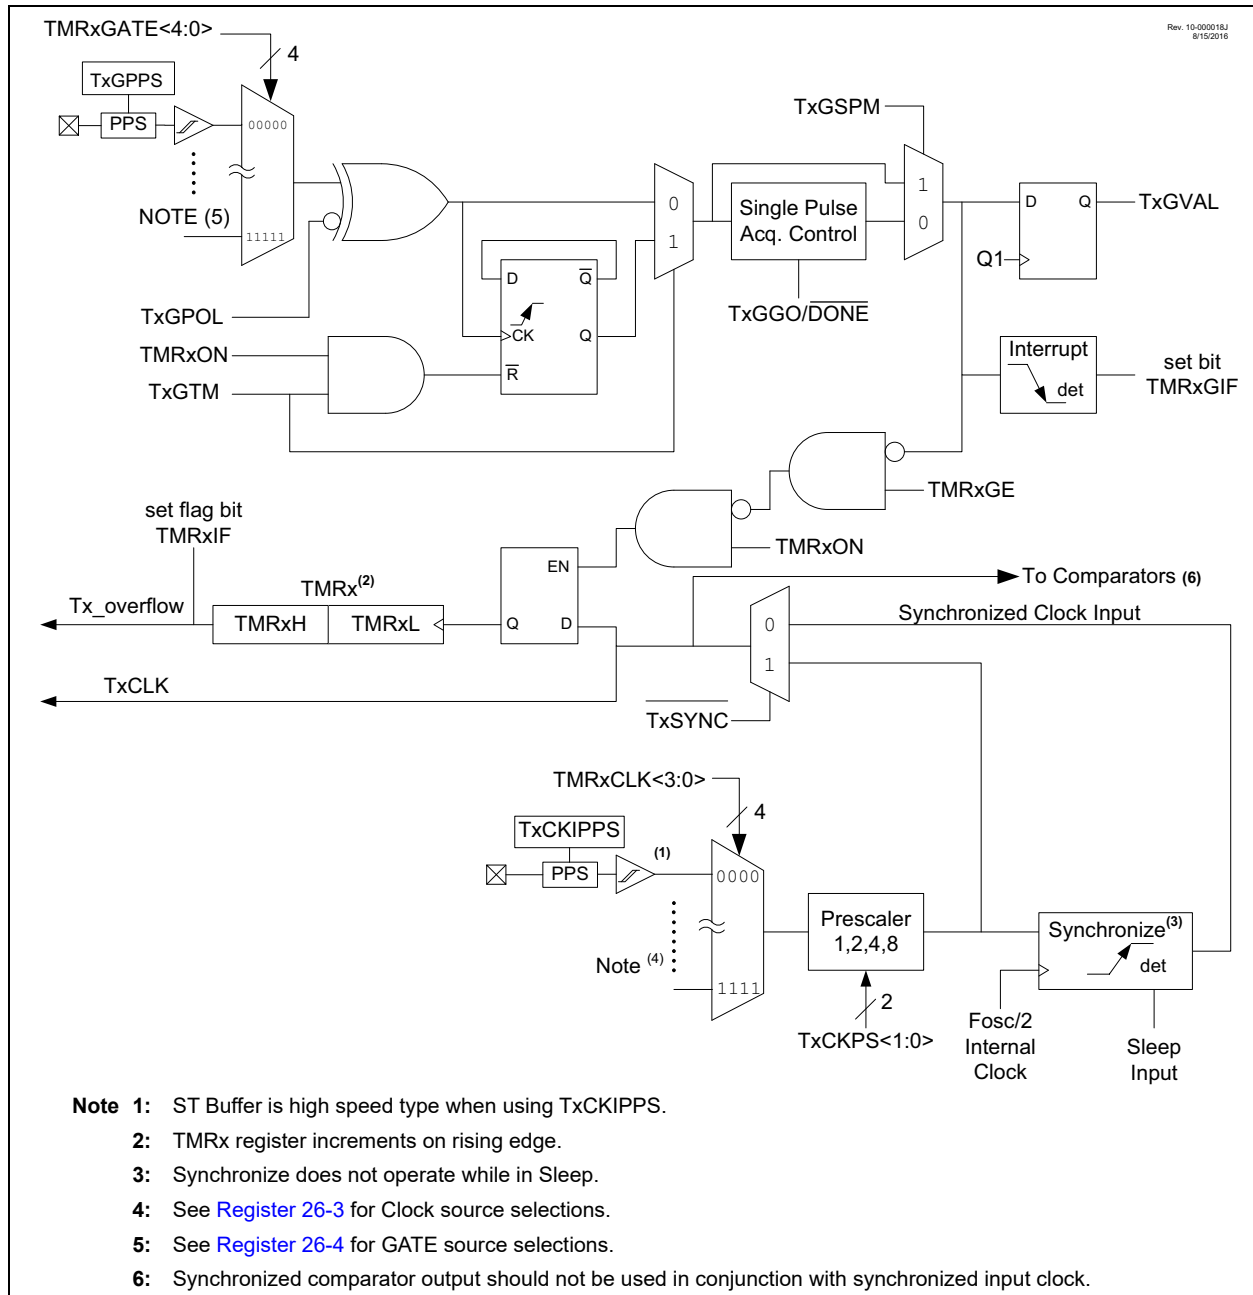 Rev. 10-000018J
8/15/2016
TMRxGATE<4:0>
4
TxGPPS
PPS
00000
NOTE (5)
11111
TxGPOL
TMRxON
TxGTM
D
Q
CK
Q
R
0
1
TxGSPM
Single Pulse
Acq. Control
TxGGO/DONE
1
0
D
Q
Q1
TxGVAL
Interrupt
det
set bit
TMRxGIF
TMRxGE
TMRxON
set flag bit
TMRxIF
EN
TMRx(2)
Tx_overflow
TMRxH
TMRxL
Q
D
To Comparators (6)
0
1
Synchronized Clock Input
TxCLK
TxSYNC
TMRxCLK<3:0>
4
TxCKIPPS
PPS
(1)
0000
Note (4)
1111
Prescaler
1,2,4,8
2
TxCKPS<1:0>
Synchronize(3)
det
Fosc/2
Internal
Clock
Sleep
Input
Note 1: ST Buffer is high speed type when using TxCKIPPS.
2: TMRx register increments on rising edge.
3: Synchronize does not operate while in Sleep.
4: See Register 26-3 for Clock source selections.
5: See Register 26-4 for GATE source selections.
6: Synchronized comparator output should not be used in conjunction with synchronized input clock.